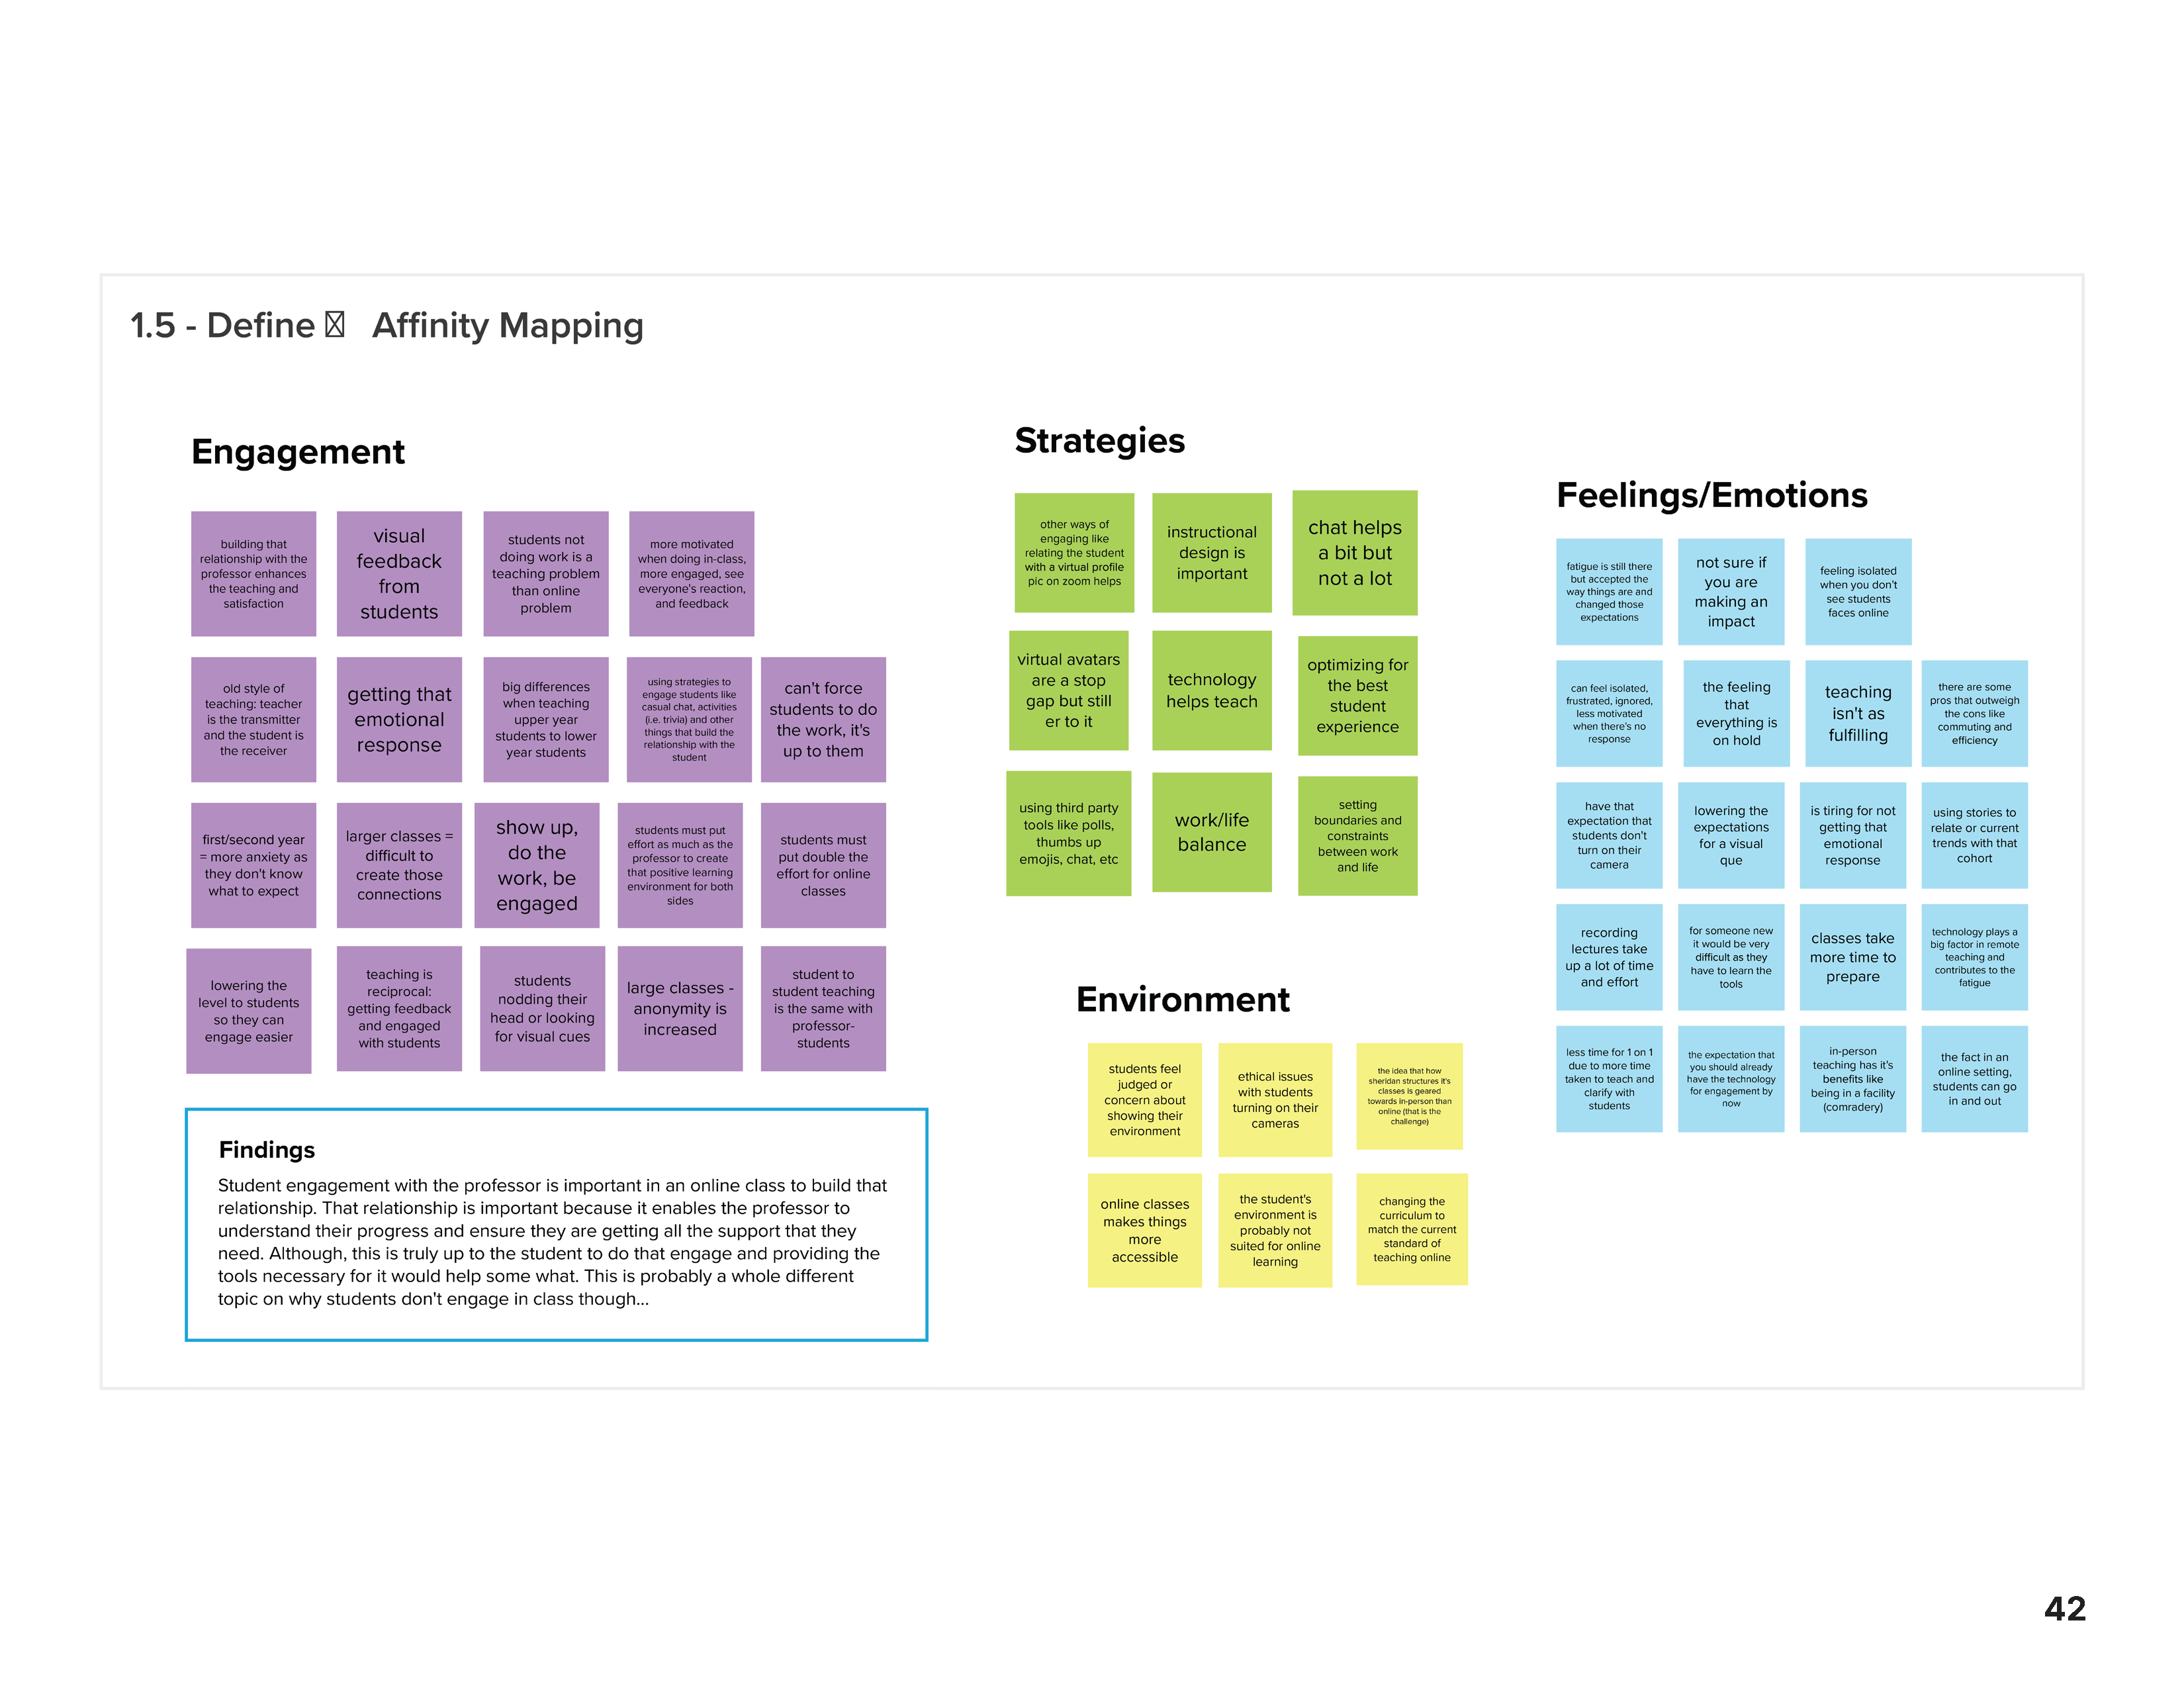 1.5 - Define Affinity Mapping
Engagement
building that
relationship with the
professor enhances
the teaching and
satisfaction
visual
feedback
from
students
students not
doing work is a
teaching problem
than online
problem
more motivated
when doing in-class,
more engaged, see
everyone's reaction,
and feedback
old style of
teaching: teacher
is the transmitter
and the student is
the receiver
getting that
emotional
response
big differences
when teaching
upper year
students to lower
year students
using strategies to
engage students like
casual chat, activities
(i.e. trivia) and other
things that build the
relationship with the
student
can't force
students to do
the work, it's
up to them
first/second year
= more anxiety as
they don't know
what to expect
larger classes =
difficult to
create those
connections
show up,
do the
work, be
engaged
students must put
effort as much as the
professor to create
that positive learning
environment for both
sides
students must
put double the
effort for online
classes
lowering the
level to students
so they can
engage easier
teaching is
reciprocal:
getting feedback
and engaged
with students
students
nodding their
head or looking
for visual cues
large classes -
anonymity is
increased
student to
student teaching
is the same with
professor-
students
Findings
Student engagement with the professor is important in an online class to build that
relationship. That relationship is important because it enables the professor to
understand their progress and ensure they are getting all the support that they
need. Although, this is truly up to the student to do that engage and providing the
tools necessary for it would help some what. This is probably a whole different
topic on why students don't engage in class though...
Strategies
other ways of
engaging like
relating the student
with a virtual profile
pic on zoom helps
instructional
design is
important
chat helps
a bit but
not a lot
virtual avatars
are a stop
gap but still
er to it
technology
helps teach
optimizing for
the best
student
experience
using third party
tools like polls,
thumbs up
emojis, chat, etc
work/life
balance
setting
boundaries and
constraints
between work
and life
Environment
students feel
judged or
concern about
showing their
environment
ethical issues
with students
turning on their
cameras
the idea that how
sheridan structures it's
classes is geared
towards in-person than
online (that is the
challenge)
online classes
makes things
more
accessible
the student's
environment is
probably not
suited for online
learning
changing the
curriculum to
match the current
standard of
teaching online
Feelings/Emotions
fatigue is still there
but accepted the
way things are and
changed those
expectations
not sure if
you are
making an
impact
feeling isolated
when you don't
see students
faces online
can feel isolated,
frustrated, ignored,
less motivated
when there's no
response
the feeling
that
everything is
on hold
teaching
isn't as
fulfilling
there are some
pros that outweigh
the cons like
commuting and
efficiency
have that
expectation that
students don't
turn on their
camera
lowering the
expectations
for a visual
que
is tiring for not
getting that
emotional
response
using stories to
relate or current
trends with that
cohort
recording
lectures take
up a lot of time
and effort
for someone new
it would be very
difficult as they
have to learn the
tools
classes take
more time to
prepare
technology plays a
big factor in remote
teaching and
contributes to the
fatigue
less time for 1 on 1
due to more time
taken to teach and
clarify with
students
the expectation that
you should already
have the technology
for engagement by
now
in-person
teaching has it's
benefits like
being in a facility
(comradery)
the fact in an
online setting,
students can go
in and out
42